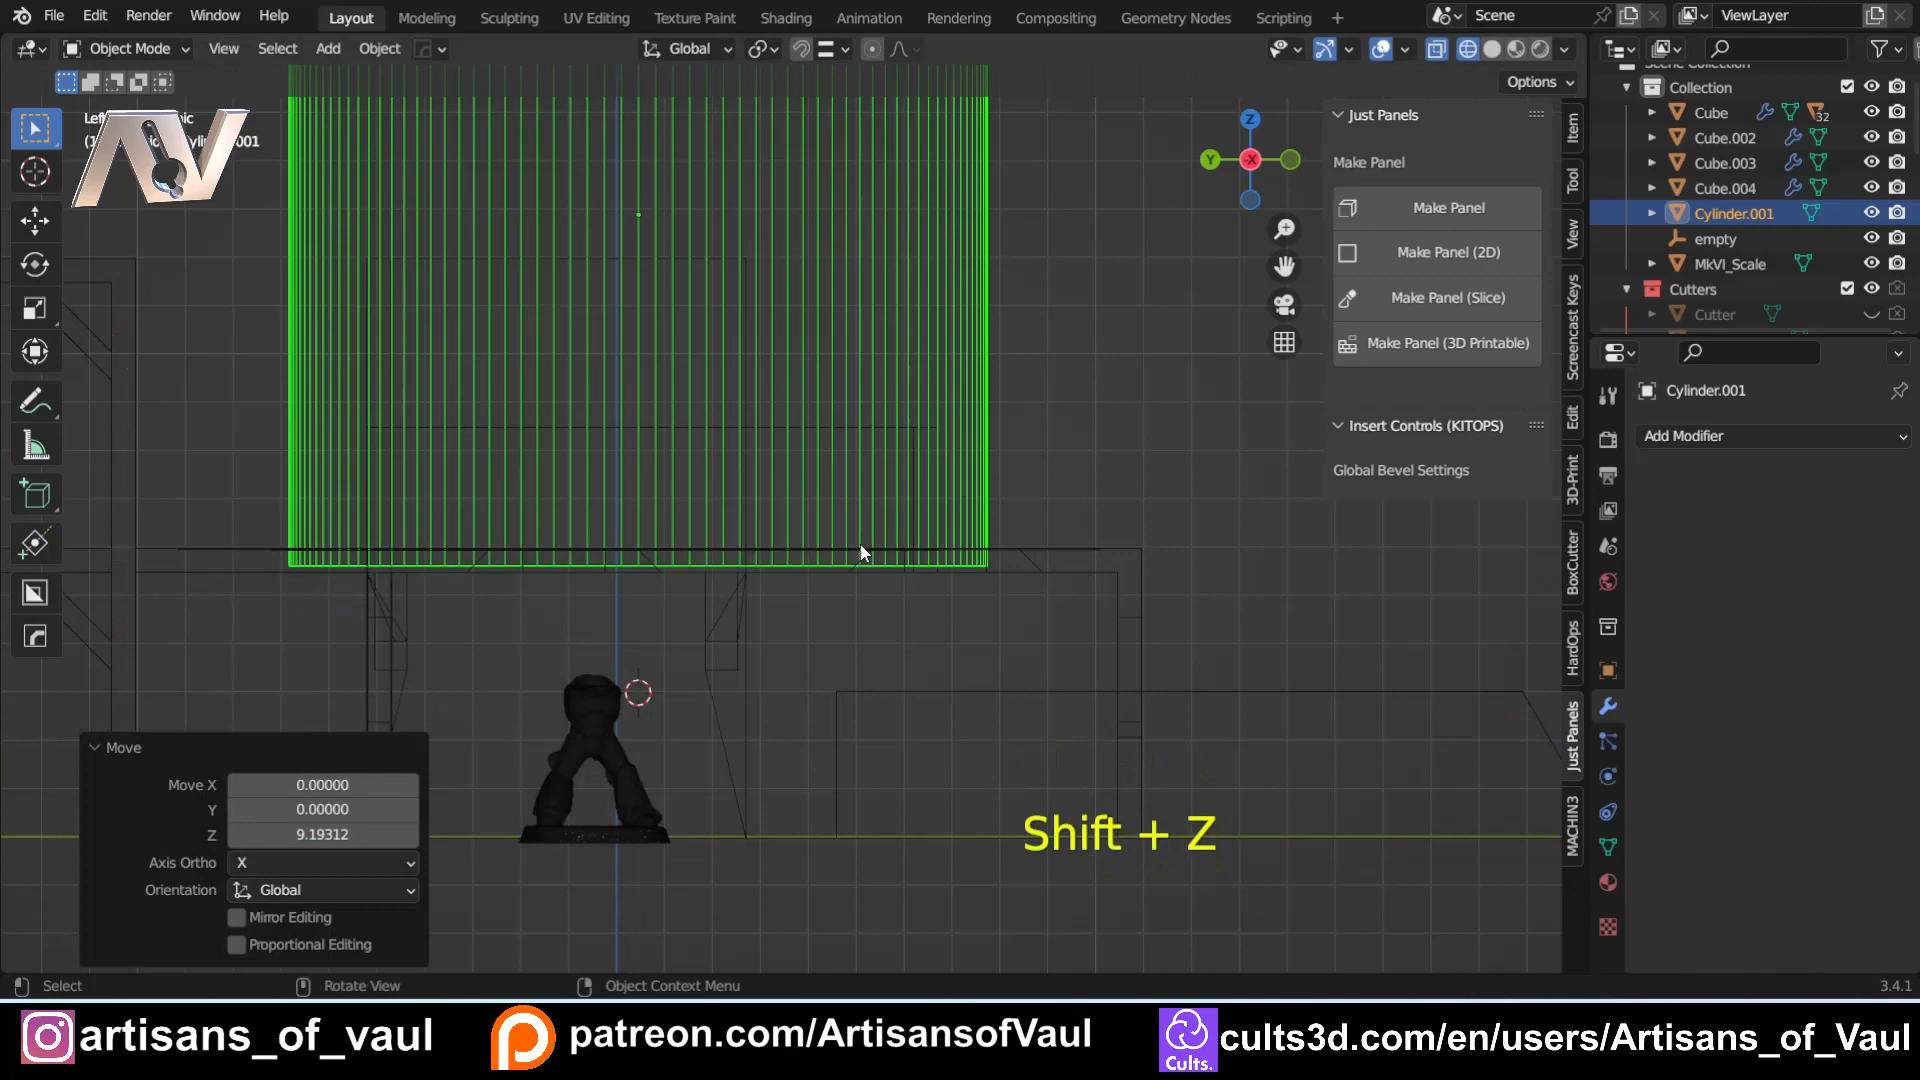 File Edit Render Window Help Layout Modeling Sculpting UV Editing Texture Paint Shading Animation Rendering Compositing Geometry Nodes Scripting + Scene ViewLayer
Object Mode View Select Add Object Global
Options
Collection
Cube 32
Cube.002
Cube.003
Cube.004
Cylinder.001
empty
MkVI_Scale
Cutters
Cutter
Just Panels
Make Panel
Make Panel
Make Panel (2D)
Make Panel (Slice)
Make Panel (3D Printable)
Insert Controls (KITOPS)
Global Bevel Settings
Z
Y
-X
Item
Tool
View
Screencast Keys
Edit
3D-Print
BoxCutter
HardOps
Just Panels
MACHIN3
Cylinder.001
Add Modifier
Move
Move X 0.00000
Y 0.00000
Z 9.19312
Axis Ortho X
Orientation Global
Mirror Editing
Proportional Editing
Shift + Z
Select Rotate View Object Context Menu 3.4.1
artisans_of_vaul patreon.com/ArtisansofVaul Cults. cults3d.com/en/users/Artisans_of_Vaul